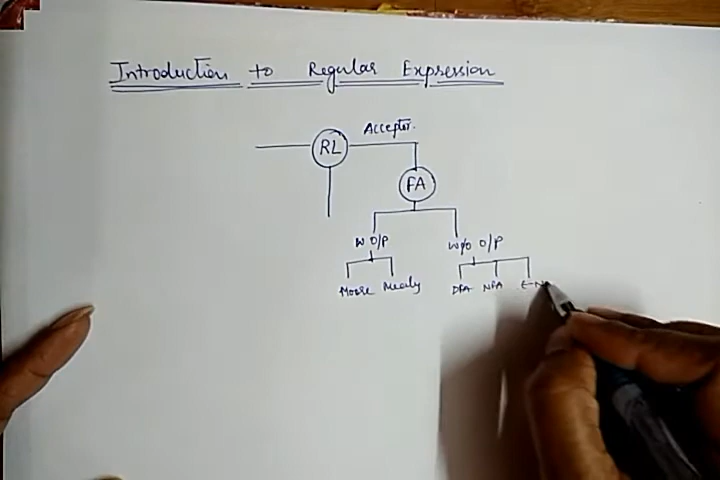 Introduction to Regular Expression
Acceptor.
RL
FA
W O/P W/o O/P
Moore Mealy DFA NFA ε-N